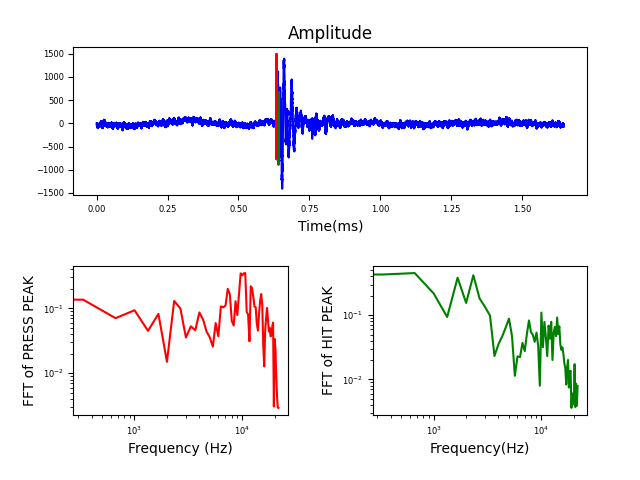 Amplitude
1500
1000
500
0
−500
−1000
−1500
0.00 0.25 0.50 0.75 1.00 1.25 1.50
Time(ms)
FFT of PRESS PEAK
10⁻¹
10⁻²
10³ 10⁴
Frequency (Hz)
FFT of HIT PEAK
10⁻¹
10⁻²
10³ 10⁴
Frequency(Hz)